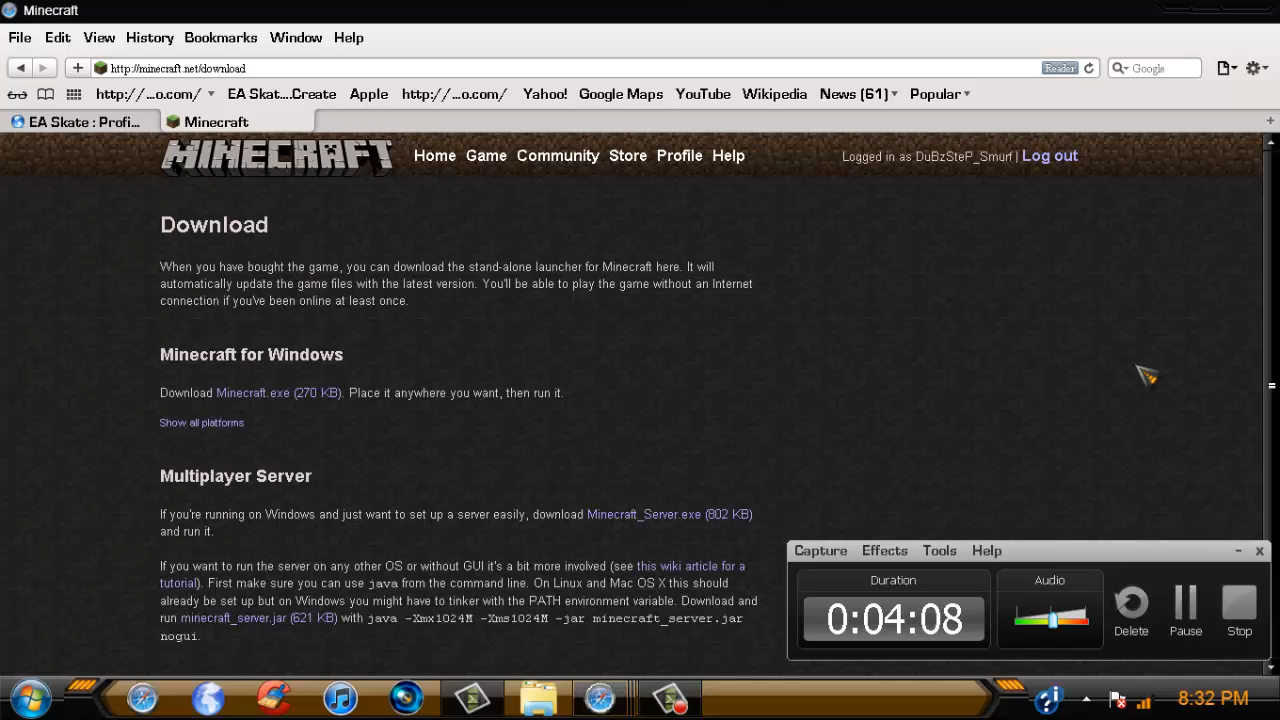 Minecraft
File Edit View History Bookmarks Window Help
http://minecraft.net/download Reader Google
http://...o.com/ EA Skat....Create Apple http://...o.com/ Yahoo! Google Maps YouTube Wikipedia News (61) Popular
EA Skate : Profi... Minecraft
MINECRAFT Home Game Community Store Profile Help Logged in as DuBzSteP_Smurf | Log out
Download
When you have bought the game, you can download the stand-alone launcher for Minecraft here. It will
automatically update the game files with the latest version. You'll be able to play the game without an Internet
connection if you've been online at least once.
Minecraft for Windows
Download Minecraft.exe (270 KB). Place it anywhere you want, then run it.
Show all platforms
Multiplayer Server
If you're running on Windows and just want to set up a server easily, download Minecraft_Server.exe (802 KB)
and run it.
If you want to run the server on any other OS or without GUI it's a bit more involved (see this wiki article for a
tutorial). First make sure you can use java from the command line. On Linux and Mac OS X this should
already be set up but on Windows you might have to tinker with the PATH environment variable. Download and
run minecraft_server.jar (621 KB) with java -Xmx1024M -Xms1024M -jar minecraft_server.jar
nogui.
Capture Effects Tools Help
Duration Audio
0:04:08
Delete Pause Stop
8:32 PM